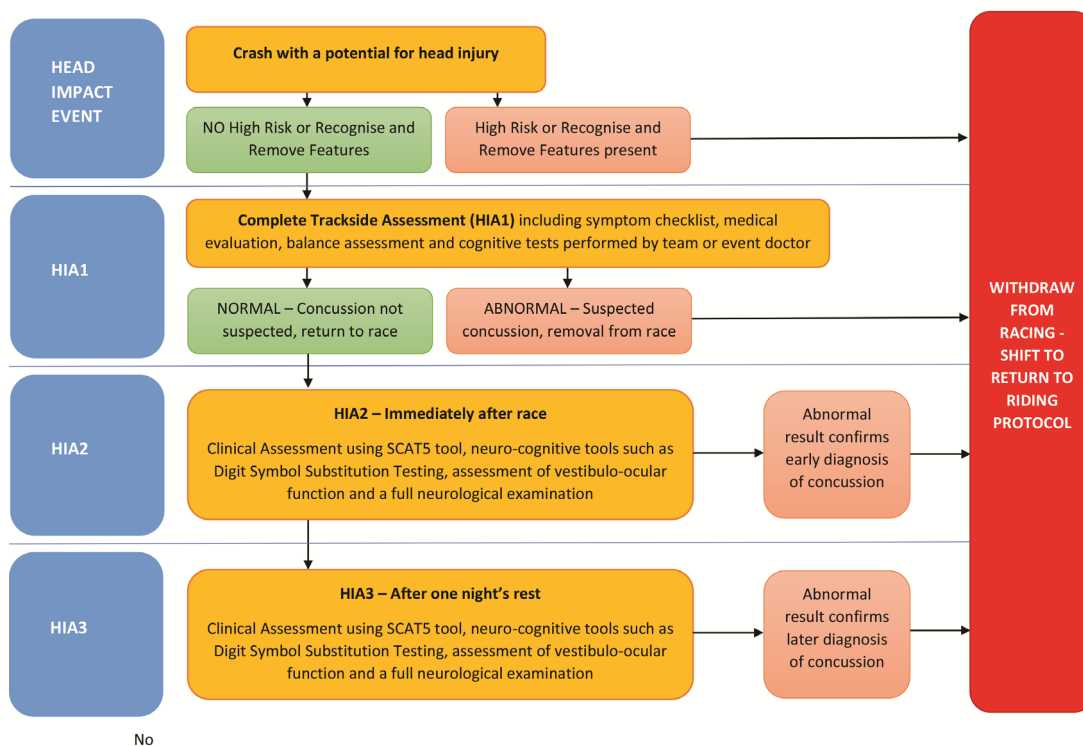 HEAD
IMPACT
EVENT
Crash with a potential for head injury
NO High Risk or Recognise and
Remove Features
High Risk or Recognise and
Remove Features present
HIA1
Complete Trackside Assessment (HIA1) including symptom checklist, medical
evaluation, balance assessment and cognitive tests performed by team or event doctor
NORMAL – Concussion not
suspected, return to race
ABNORMAL – Suspected
concussion, removal from race
HIA2
HIA2 – Immediately after race
Clinical Assessment using SCAT5 tool, neuro-cognitive tools such as
Digit Symbol Substitution Testing, assessment of vestibulo-ocular
function and a full neurological examination
Abnormal
result confirms
early diagnosis
of concussion
HIA3
HIA3 – After one night’s rest
Clinical Assessment using SCAT5 tool, neuro-cognitive tools such as
Digit Symbol Substitution Testing, assessment of vestibulo-ocular
function and a full neurological examination
Abnormal
result confirms
later diagnosis
of concussion
WITHDRAW
FROM
RACING -
SHIFT TO
RETURN TO
RIDING
PROTOCOL
No